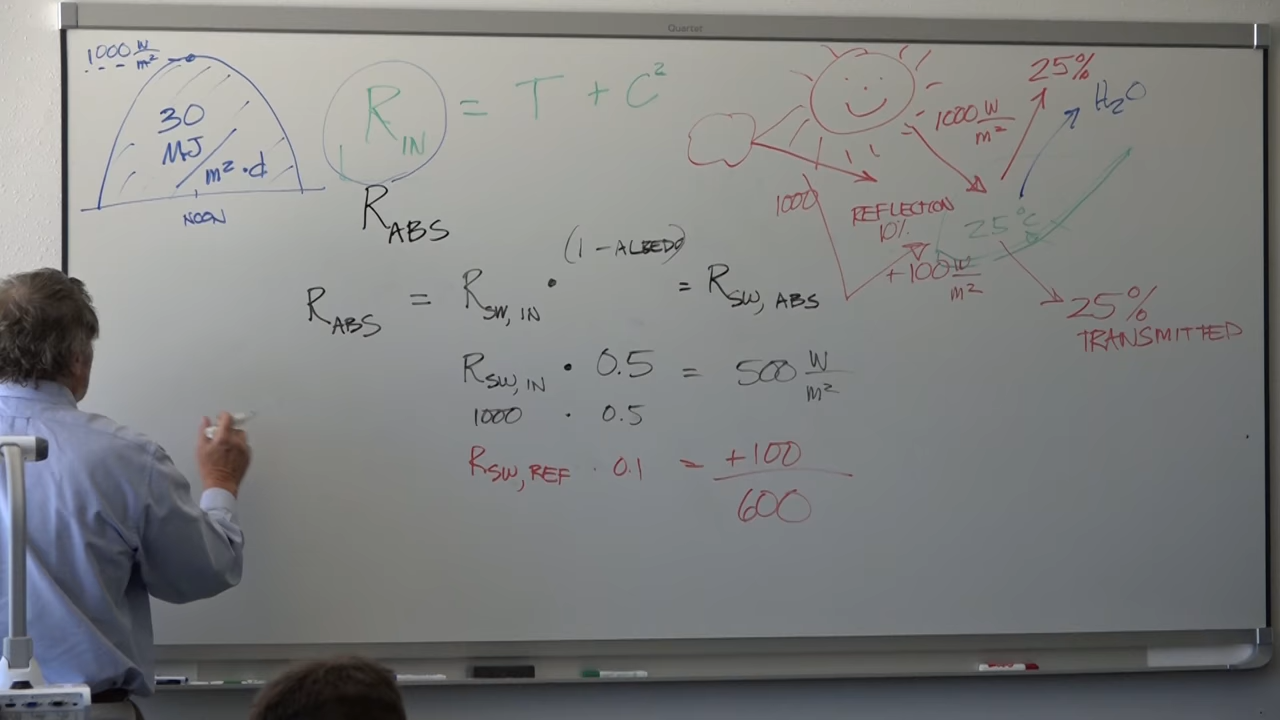 Quartet
1000 W/m²
30
MJ/m²·d
NOON
R_IN = T + C²
R_ABS
R_ABS = R_SW,IN · (1-ALBEDO) = R_SW, ABS
R_SW,IN · 0.5 = 500 W/m²
1000 · 0.5
R_SW,REF · 0.1 = +100
600
25%
H₂O
1000 W/m²
1000
REFLECTION
10%
25°C
+100 W/m²
25%
TRANSMITTED